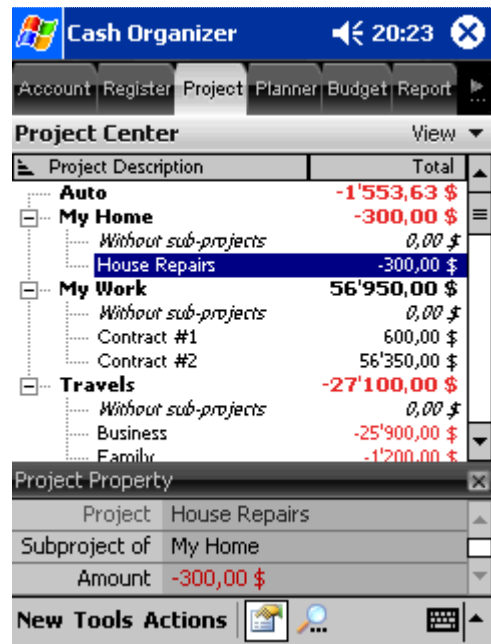 Cash Organizer 20:23
Account Register Project Planner Budget Report
Project Center View
Project Description Total
Auto -1'553,63 $
My Home -300,00 $
Without sub-projects 0,00 $
House Repairs -300,00 $
My Work 56'950,00 $
Without sub-projects 0,00 $
Contract #1 600,00 $
Contract #2 56'350,00 $
Travels -27'100,00 $
Without sub-projects 0,00 $
Business -25'900,00 $
Family -1'200,00 $
Project Property
Project House Repairs
Subproject of My Home
Amount -300,00 $
New Tools Actions